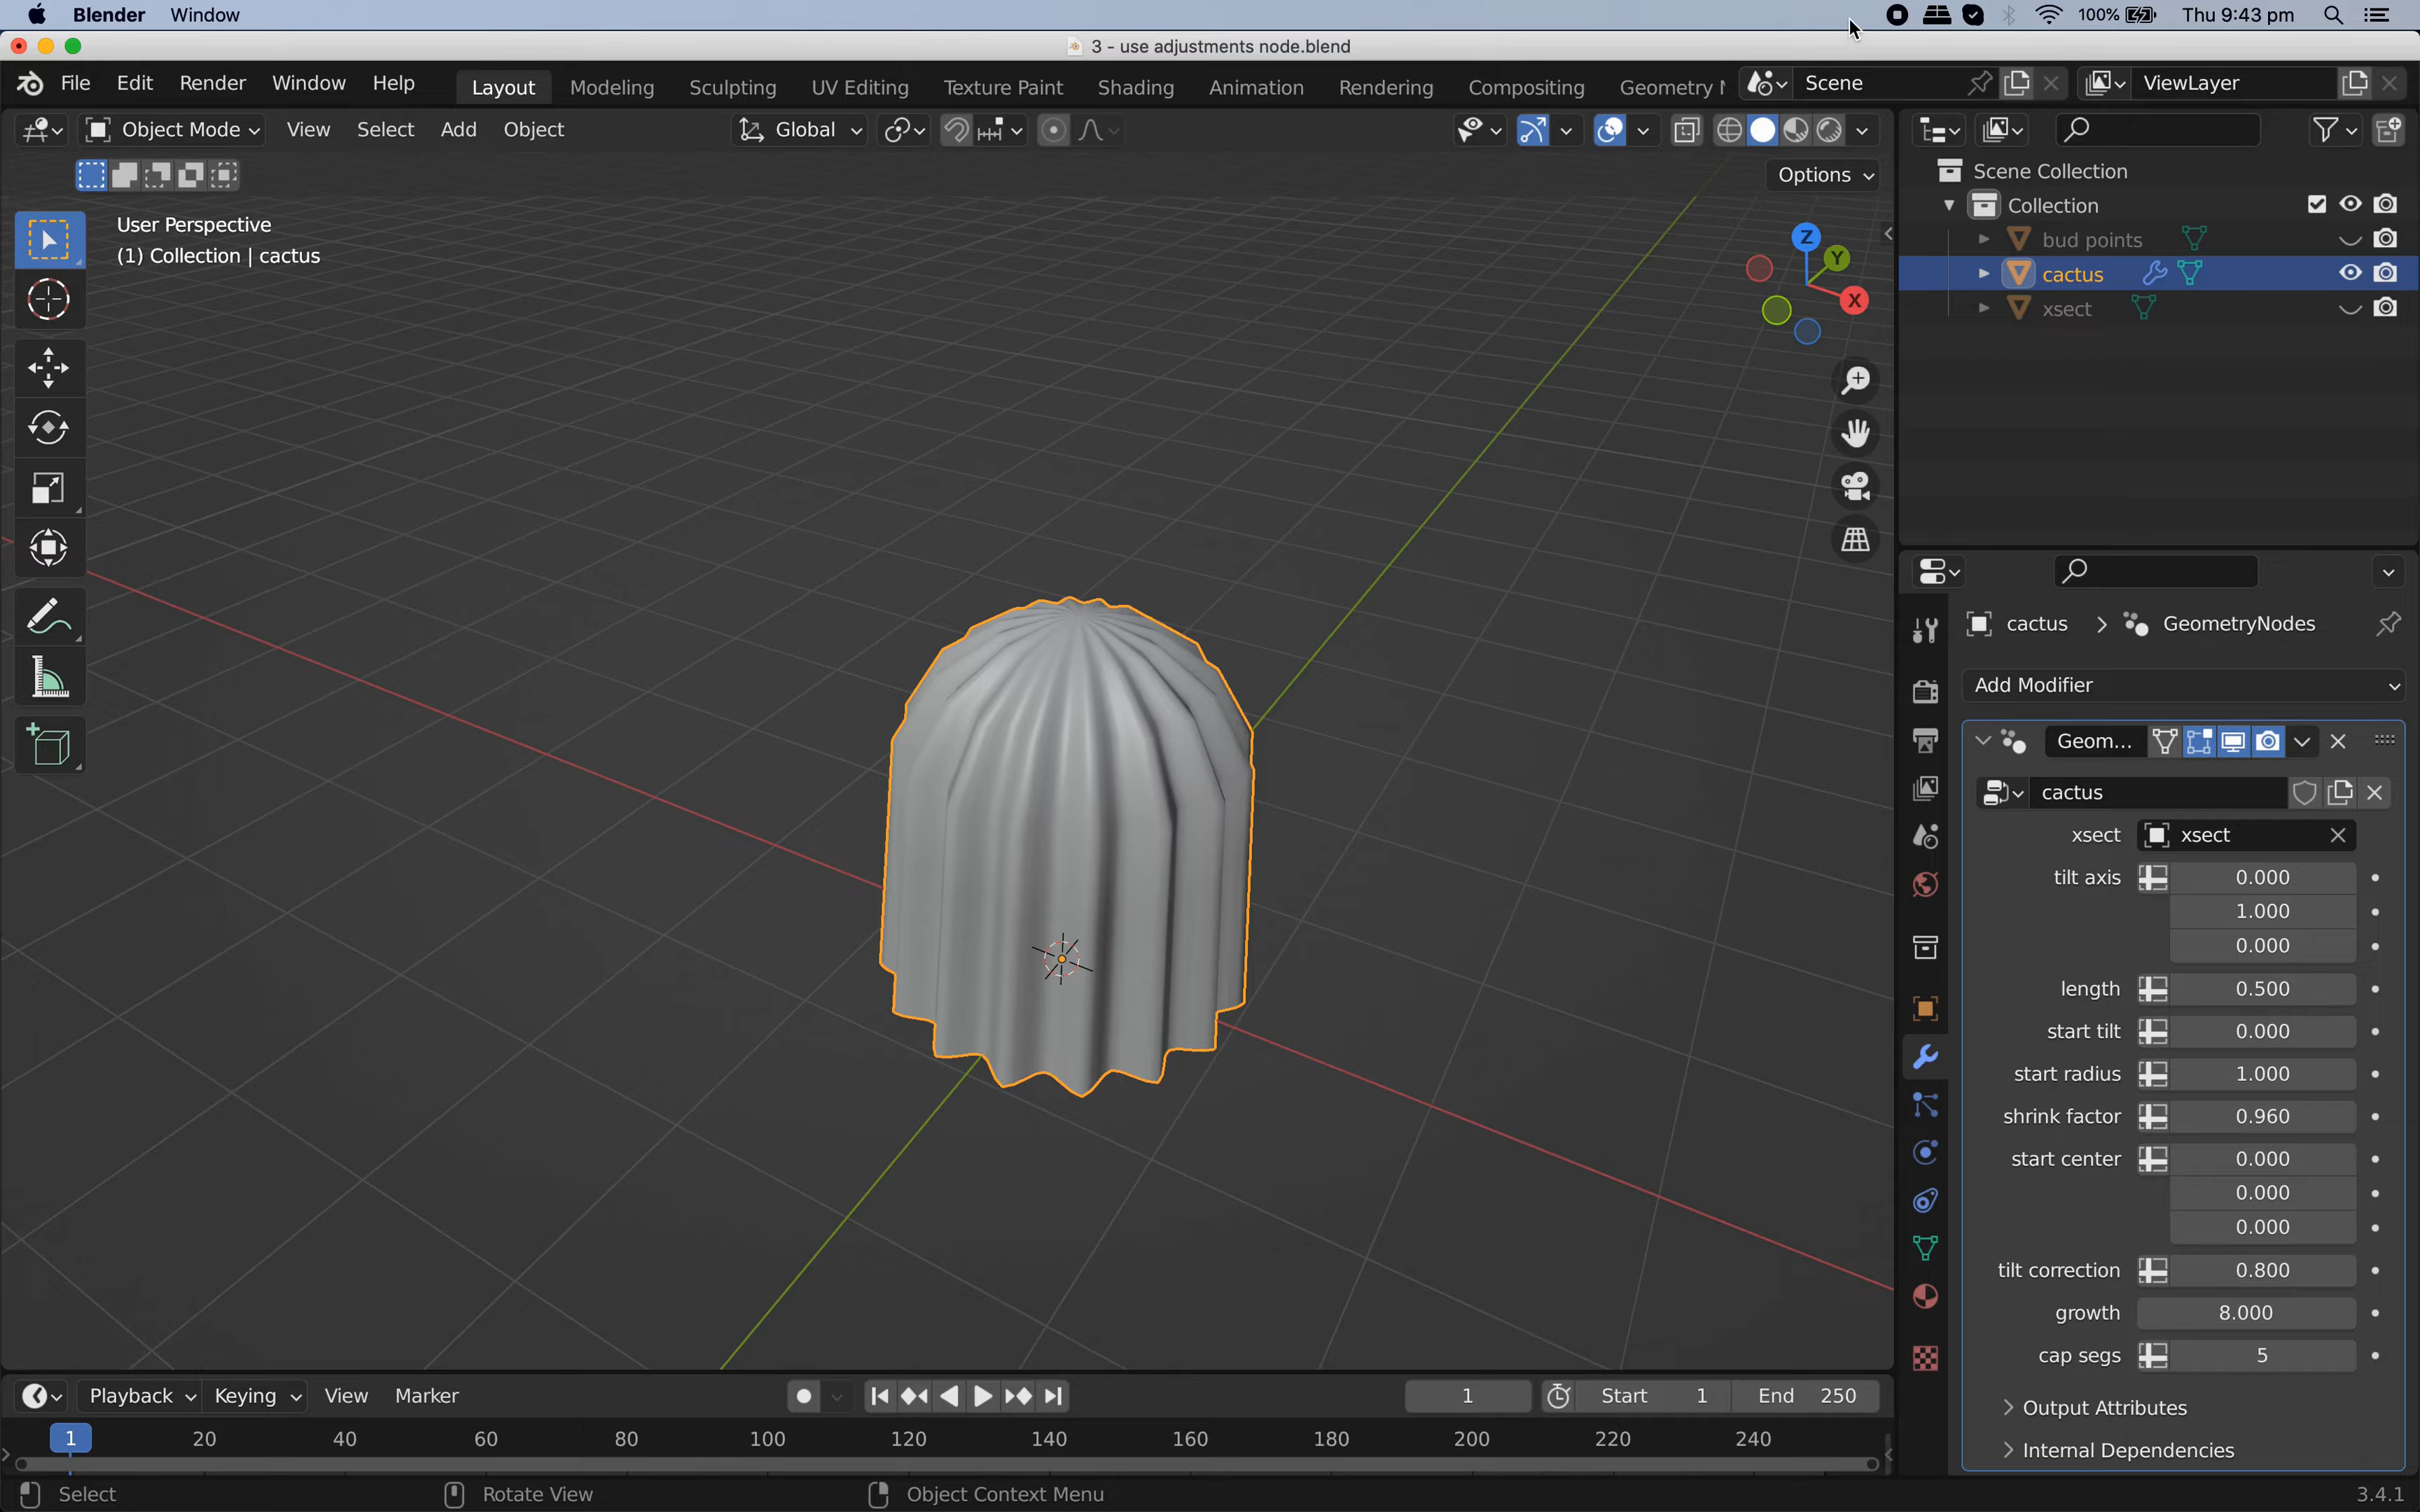 Blender Window 100% Thu 9:43 pm
3 - use adjustments node.blend
File Edit Render Window Help Layout Modeling Sculpting UV Editing Texture Paint Shading Animation Rendering Compositing Geometry N Scene ViewLayer
Object Mode View Select Add Object Global
Options
User Perspective
(1) Collection | cactus
Z
Y
X
Scene Collection
Collection
bud points
cactus
xsect
cactus > GeometryNodes
Add Modifier
Geom...
cactus
xsect xsect
tilt axis 0.000
1.000
0.000
length 0.500
start tilt 0.000
start radius 1.000
shrink factor 0.960
start center 0.000
0.000
0.000
tilt correction 0.800
growth 8.000
cap segs 5
Output Attributes
Internal Dependencies
Playback Keying View Marker 1 Start 1 End 250
1 20 40 60 80 100 120 140 160 180 200 220 240
Select Rotate View Object Context Menu 3.4.1